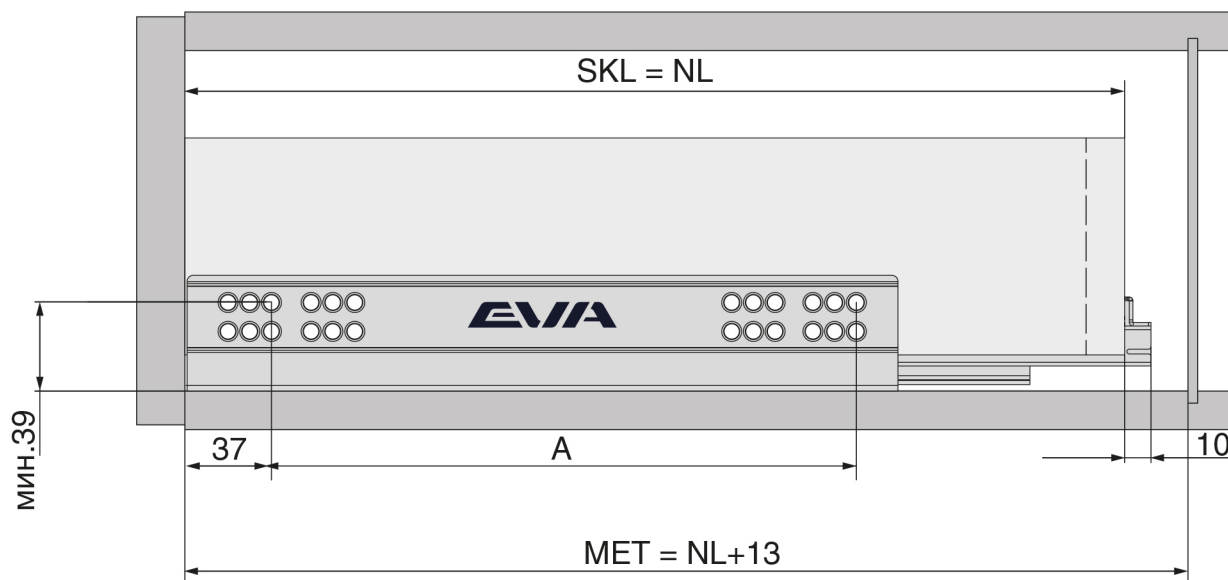 SKL = NL
EVA
мин.39
37
A
10
MET = NL+13